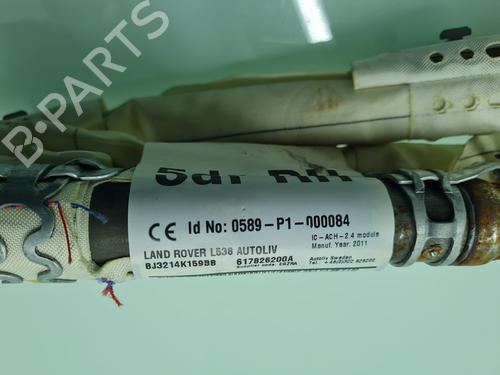 B-PARTS
5dr RH
CE Id No: 0589-P1-000084
IC-ACH-2.4 module
LAND ROVER L538 AUTOLIV Manuf. Year: 2011
BJ3214K159BB 617826200A Autoliv Sweden